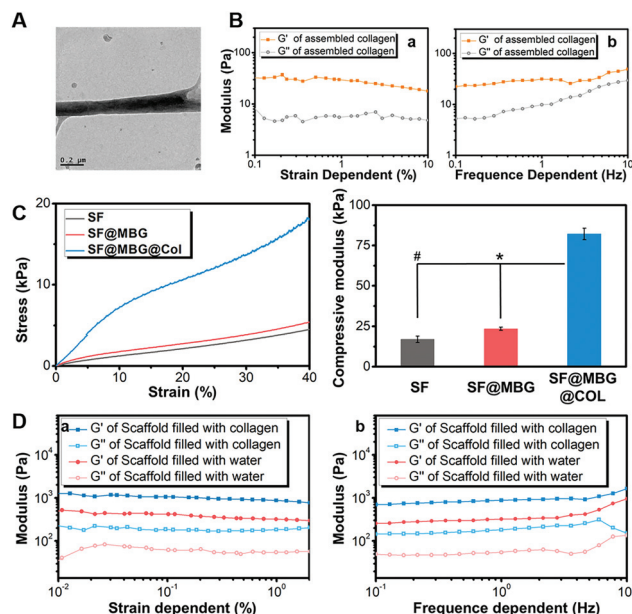 A
0.2 μm
B
G' of assembled collagen
G'' of assembled collagen
a
Modulus (Pa)
100
10
1
0.1
1
10
Strain Dependent (%)
G' of assembled collagen
G'' of assembled collagen
b
100
10
1
0.1
1
10
Frequence Dependent (Hz)
C
SF
SF@MBG
SF@MBG@Col
Stress (kPa)
20
15
10
5
0
0
10
20
30
40
Strain (%)
Compressive modulus (kPa)
100
75
50
25
0
#
*
SF
SF@MBG
SF@MBG
@COL
D
a
G' of Scaffold filled with collagen
G'' of Scaffold filled with collagen
G' of Scaffold filled with water
G'' of Scaffold filled with water
Modulus (Pa)
10⁴
10³
10²
10⁻²
10⁻¹
10⁰
Strain dependent (%)
b
G' of Scaffold filled with collagen
G'' of Scaffold filled with collagen
G' of Scaffold filled with water
G'' of Scaffold filled with water
Modulus (Pa)
10⁴
10³
10²
10⁻¹
10⁰
10
Frequence dependent (Hz)